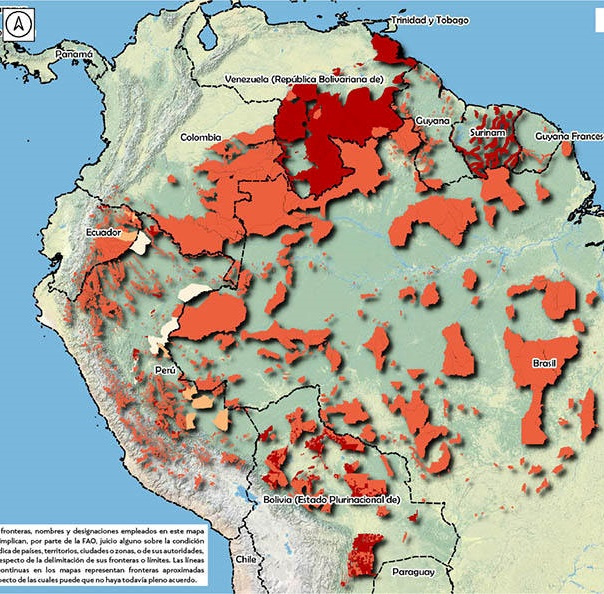 Trinidad y Tobago
Panamá
Venezuela (República Bolivariana de)
Guyana
Surinam
Guyana Frances
Colombia
Ecuador
Perú
Brasil
Bolivia (Estado Plurinacional de)
Chile
Paraguay
fronteras, nombres y designaciones empleados en este mapa
implican, por parte de la FAO, juicio alguno sobre la condición
dica de países, territorios, ciudades o zonas, o de sus autoridades,
especto de la delimitación de sus fronteras o límites. Las líneas
continuas en los mapas representan fronteras aproximadas
pecto de las cuales puede que no haya todavía pleno acuerdo.